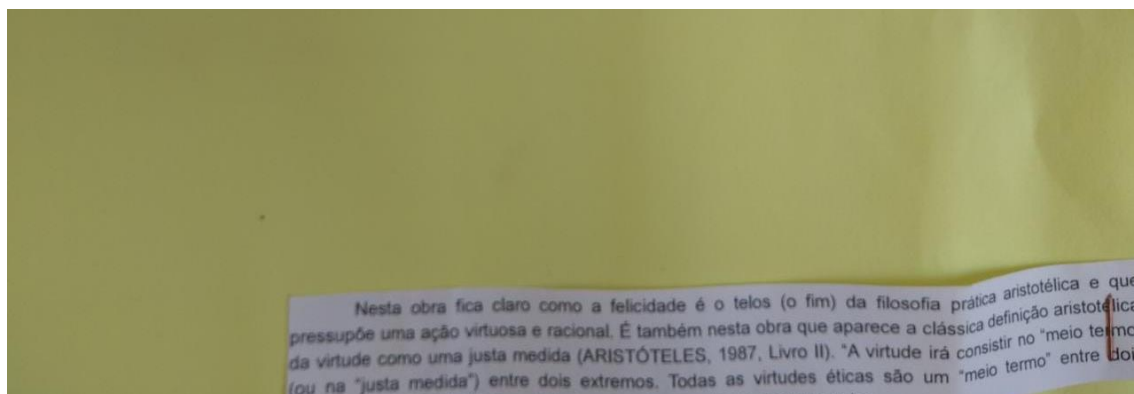 Nesta obra fica claro como a felicidade é o telos (o fim) da filosofia prática aristotélica e que
pressupõe uma ação virtuosa e racional. É também nesta obra que aparece a clássica definição aristotélica
da virtude como uma justa medida (ARISTÓTELES, 1987, Livro II). "A virtude irá consistir no "meio termo
(ou na "justa medida") entre dois extremos. Todas as virtudes éticas são um "meio termo" entre doi